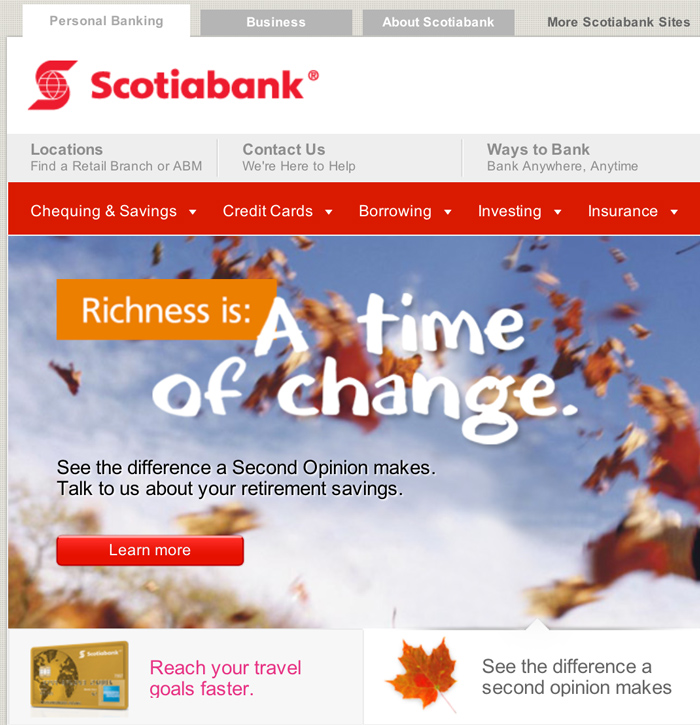 Personal Banking Business About Scotiabank More Scotiabank Sites
Scotiabank®
Locations Contact Us Ways to Bank
Find a Retail Branch or ABM We're Here to Help Bank Anywhere, Anytime
Chequing & Savings Credit Cards Borrowing Investing Insurance
Richness is: A time
of change.
See the difference a Second Opinion makes.
Talk to us about your retirement savings.
Learn more
Scotiabank
Reach your travel
goals faster.
See the difference a
second opinion makes